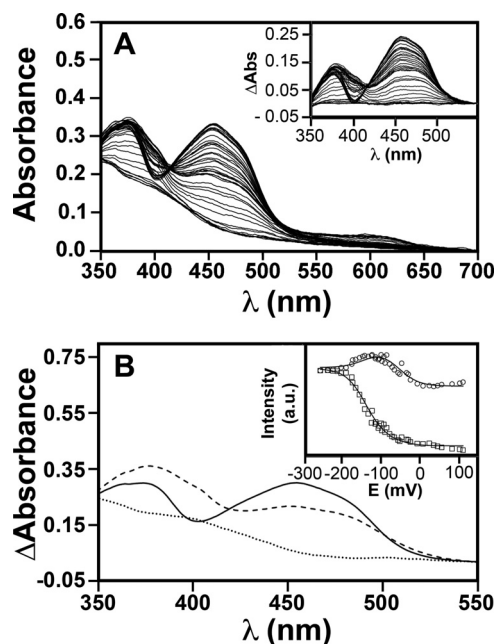 A
Absorbance
0.6
0.5
0.4
0.3
0.2
0.1
0.0
350 400 450 500 550 600 650 700
λ (nm)
ΔAbs
0.25
0.15
0.05
- 0.05
350 400 450 500
λ (nm)
B
ΔAbsorbance
0.75
0.55
0.35
0.15
-0.05
350 400 450 500 550
λ (nm)
Intensity
(a.u.)
-300 -200 -100 0 100
E (mV)